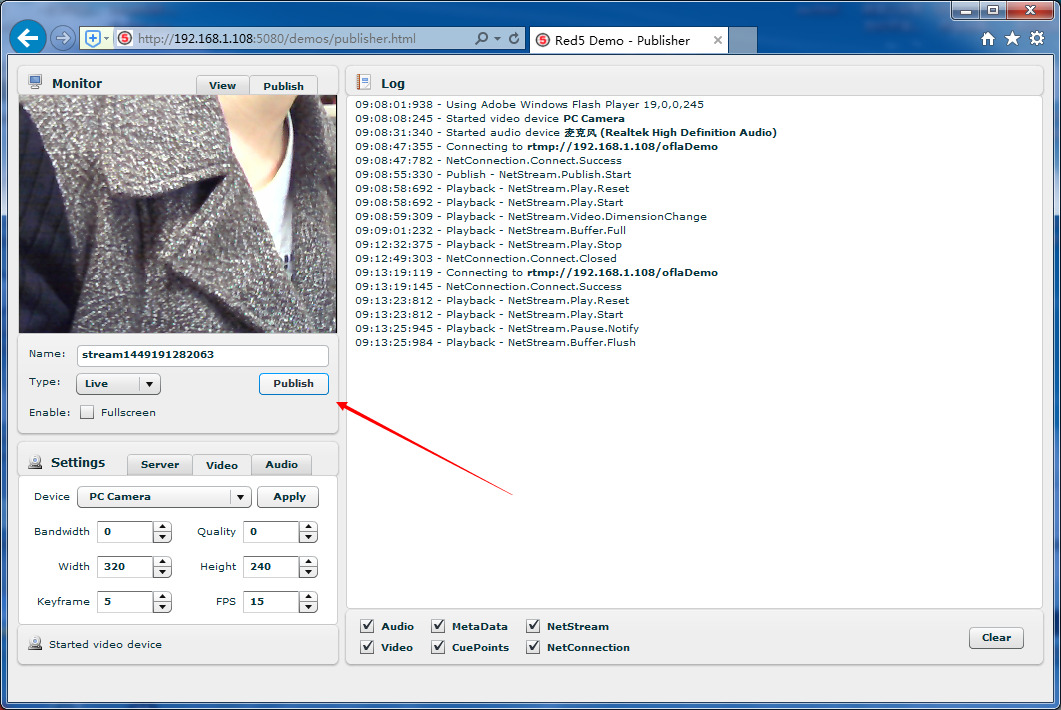 http://192.168.1.108:5080/demos/publisher.html
Red5 Demo - Publisher
Monitor
View
Publish
Name:
stream1449191282063
Type:
Live
Publish
Enable:
Fullscreen
Settings
Server
Video
Audio
Device
PC Camera
Apply
Bandwidth
0
Quality
0
Width
320
Height
240
Keyframe
5
FPS
15
Started video device
Log
09:08:01:938 - Using Adobe Windows Flash Player 19,0,0,245
09:08:08:245 - Started video device PC Camera
09:08:31:340 - Started audio device 麦克风 (Realtek High Definition Audio)
09:08:47:355 - Connecting to rtmp://192.168.1.108/oflaDemo
09:08:47:782 - NetConnection.Connect.Success
09:08:55:330 - Publish - NetStream.Publish.Start
09:08:58:692 - Playback - NetStream.Play.Reset
09:08:58:692 - Playback - NetStream.Play.Start
09:08:59:309 - Playback - NetStream.Video.DimensionChange
09:09:01:232 - Playback - NetStream.Buffer.Full
09:12:32:375 - Playback - NetStream.Play.Stop
09:12:49:303 - NetConnection.Connect.Closed
09:13:19:119 - Connecting to rtmp://192.168.1.108/oflaDemo
09:13:19:145 - NetConnection.Connect.Success
09:13:23:812 - Playback - NetStream.Play.Reset
09:13:23:812 - Playback - NetStream.Play.Start
09:13:25:945 - Playback - NetStream.Pause.Notify
09:13:25:984 - Playback - NetStream.Buffer.Flush
Audio
MetaData
NetStream
Video
CuePoints
NetConnection
Clear